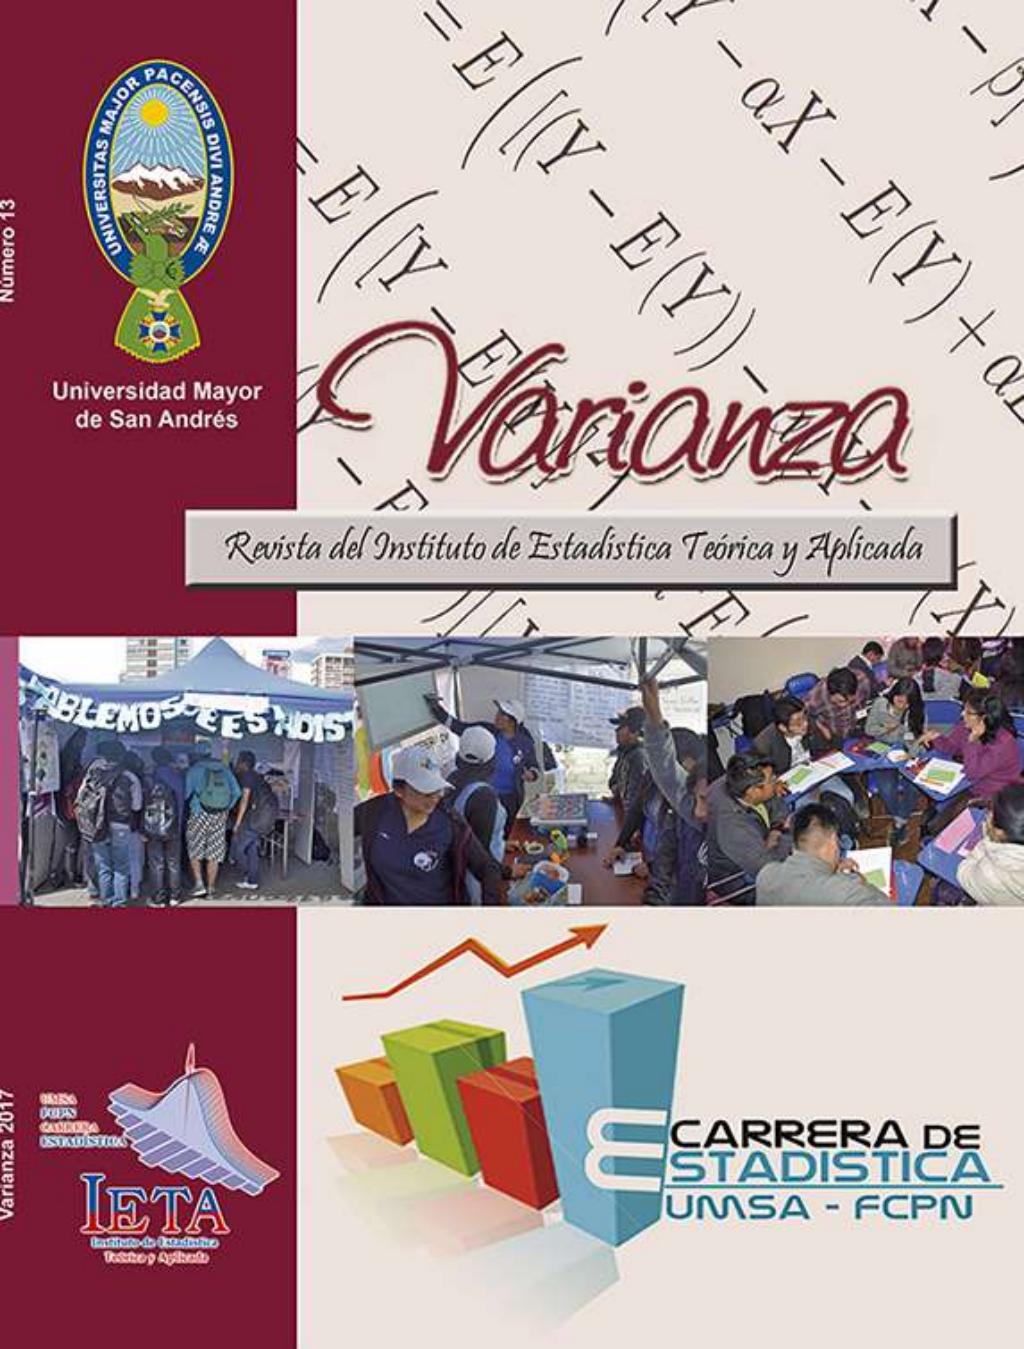 Número 13
UNIVERSITAS MAJOR PACENSIS DIVI ANDRE Æ
Universidad Mayor
de San Andrés
Varianza
Revista del Instituto de Estadística Teórica y Aplicada
= E([(Y - E(Y)) -
= E([Y - E
Y - αX - E(Y) + α
UMSA
FCPN
CARRERA
ESTADÍSTICA
IETA
Instituto de Estadística
Teórica y Aplicada
Varianza 2017
CARRERA DE
ESTADISTICA
UMSA - FCPN